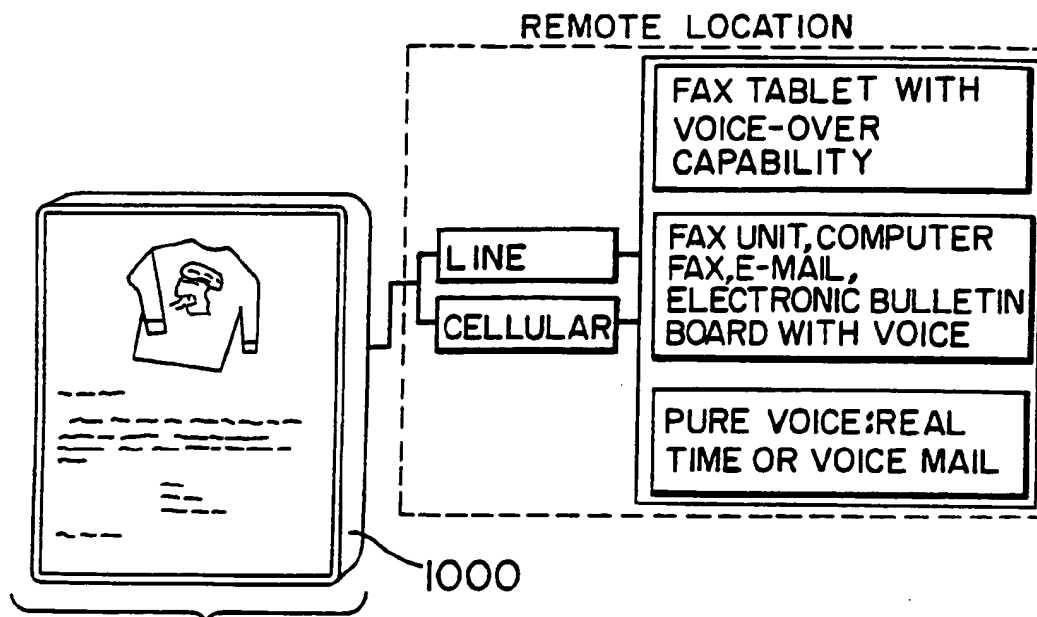 REMOTE LOCATION
FAX TABLET WITH
VOICE-OVER
CAPABILITY
LINE
CELLULAR
FAX UNIT,COMPUTER
FAX,E-MAIL,
ELECTRONIC BULLETIN
BOARD WITH VOICE
PURE VOICE:REAL
TIME OR VOICE MAIL
1000